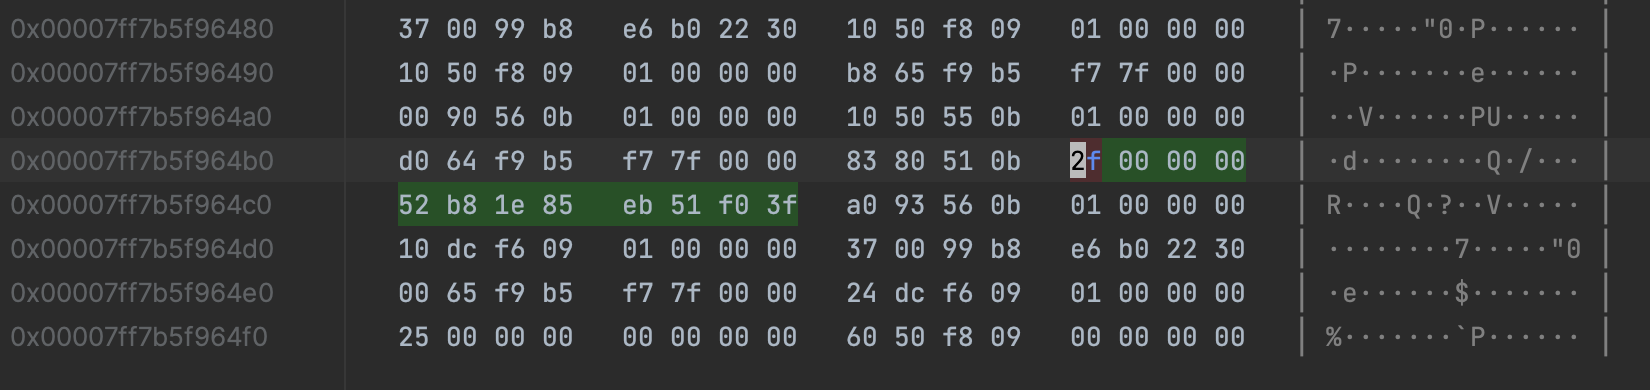 0x00007ff7b5f96480 37 00 99 b8 e6 b0 22 30 10 50 f8 09 01 00 00 00 |7·····"0·P······|
0x00007ff7b5f96490 10 50 f8 09 01 00 00 00 b8 65 f9 b5 f7 7f 00 00 |·P·······e······|
0x00007ff7b5f964a0 00 90 56 0b 01 00 00 00 10 50 55 0b 01 00 00 00 |··V······PU·····|
0x00007ff7b5f964b0 d0 64 f9 b5 f7 7f 00 00 83 80 51 0b 2f 00 00 00 |·d········Q·/···|
0x00007ff7b5f964c0 52 b8 1e 85 eb 51 f0 3f a0 93 56 0b 01 00 00 00 |R····Q·?··V·····|
0x00007ff7b5f964d0 10 dc f6 09 01 00 00 00 37 00 99 b8 e6 b0 22 30 |········7·····"0|
0x00007ff7b5f964e0 00 65 f9 b5 f7 7f 00 00 24 dc f6 09 01 00 00 00 |·e······$·······|
0x00007ff7b5f964f0 25 00 00 00 00 00 00 00 60 50 f8 09 00 00 00 00 |%·······`P······|